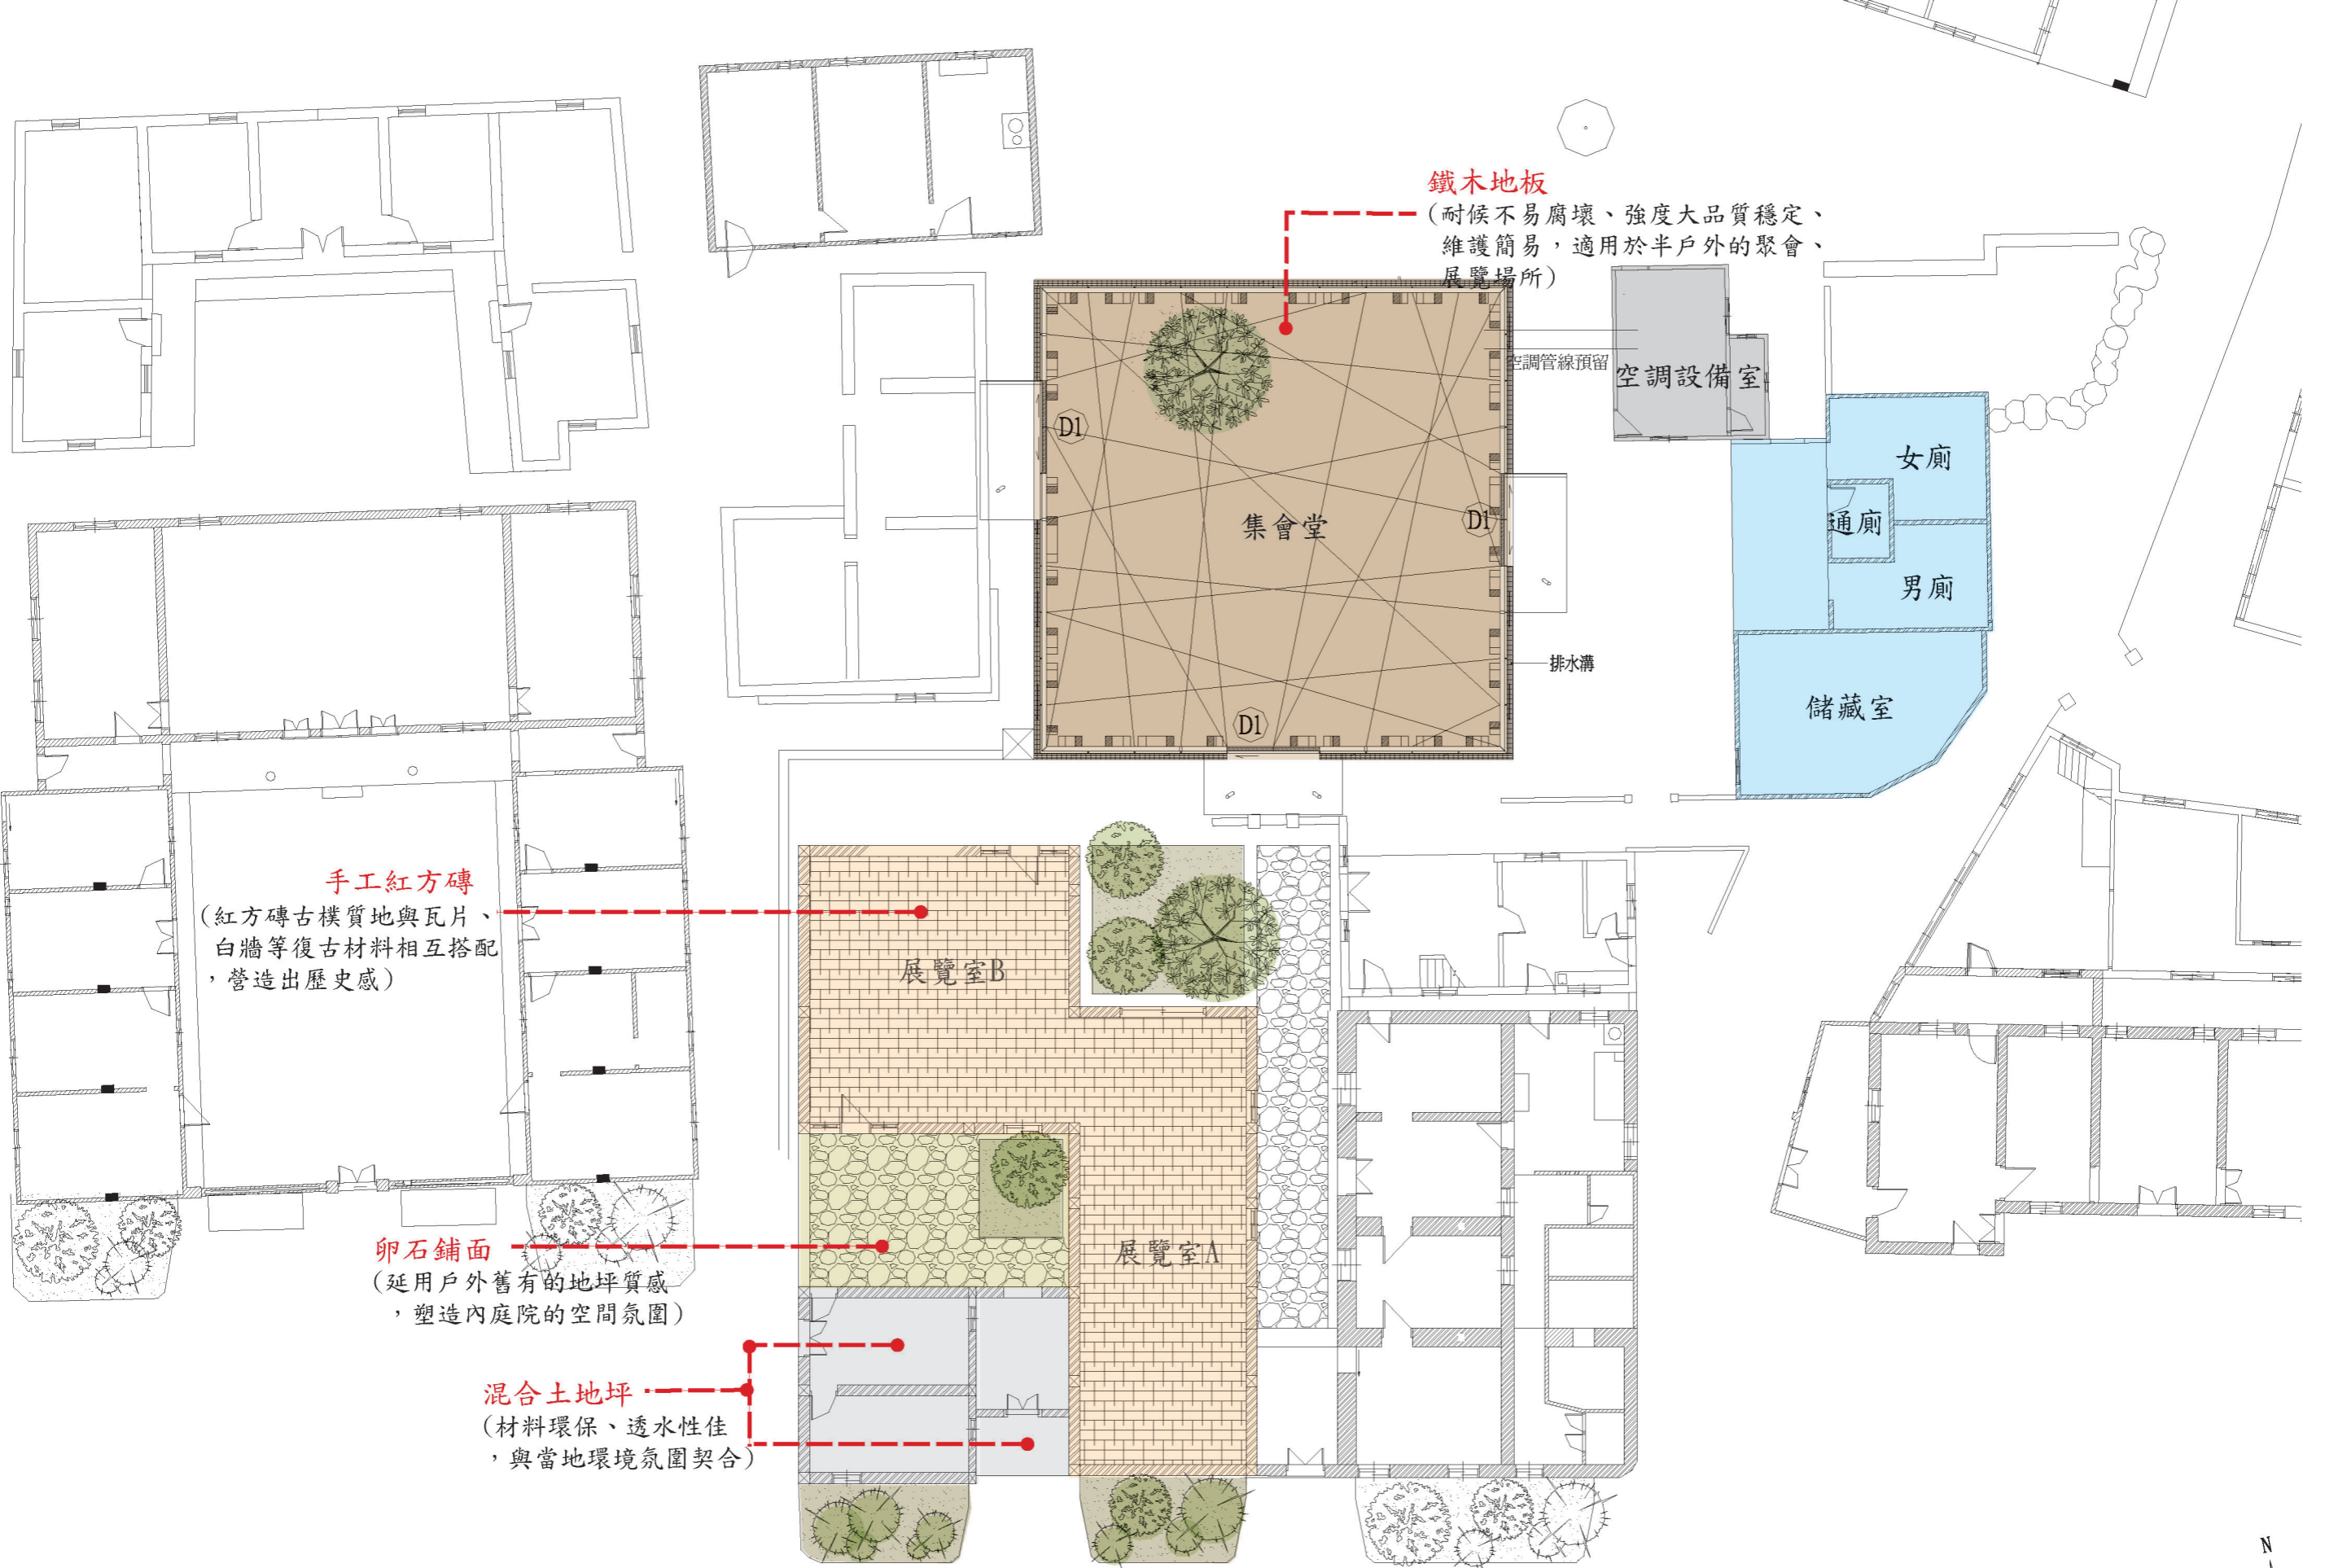 鐵木地板
(耐候不易腐壞、強度大品質穩定、
維護簡易，適用於半戶外的聚會、
展覽場所)
空調管線預留
空調設備室
D1
女廁
D1
集會堂
通廁
男廁
排水溝
儲藏室
D1
手工紅方磚
(紅方磚古樸質地與瓦片、
白牆等復古材料相互搭配
，營造出歷史感)
展覽室B
卵石鋪面
(延用戶外舊有的地坪質感
，塑造內庭院的空間氛圍)
展覽室A
混合土地坪
(材料環保、透水性佳
，與當地環境氛圍契合)
N